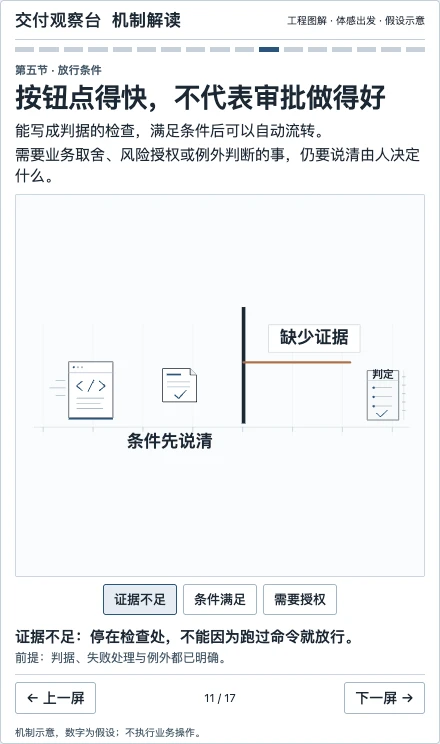 交付观察台 机制解读
工程图解 · 体感出发 · 假设示意
第五节 · 放行条件
按钮点得快，不代表审批做得好
能写成判据的检查，满足条件后可以自动流转。
需要业务取舍、风险授权或例外判断的事，仍要说清由人决定
什么。
缺少证据
</>
判定
条件先说清
证据不足
条件满足
需要授权
证据不足：停在检查处，不能因为跑过命令就放行。
前提：判据、失败处理与例外都已明确。
← 上一屏
11 / 17
下一屏 →
机制示意，数字为假设；不执行业务操作。